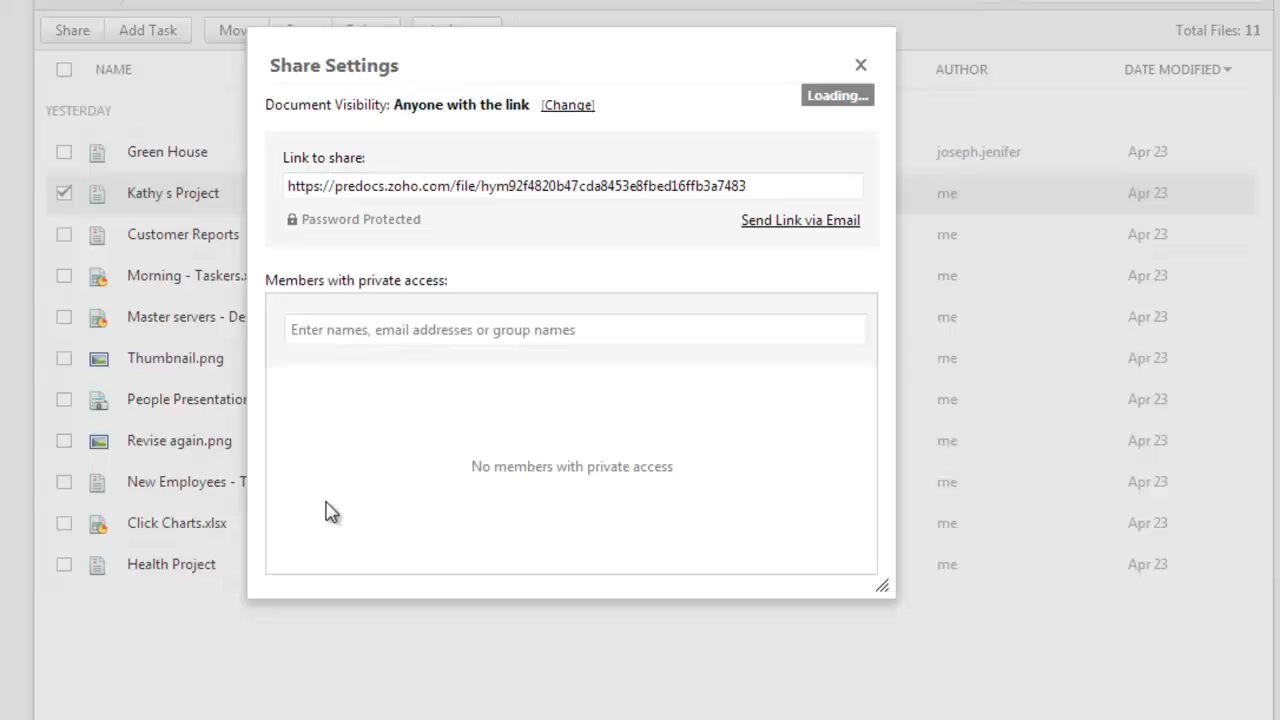 Share Add Task Mov Total Files: 11
Share Settings
NAME AUTHOR DATE MODIFIED
Loading...
Document Visibility: Anyone with the link [Change]
YESTERDAY
Green House joseph.jenifer Apr 23
Link to share:
https://predocs.zoho.com/file/hym92f4820b47cda8453e8fbed16ffb3a7483
Kathy s Project me Apr 23
Password Protected Send Link via Email
Customer Reports me Apr 23
Members with private access:
Morning - Taskers.x me Apr 23
Master servers - De me Apr 23
Enter names, email addresses or group names
Thumbnail.png me Apr 23
People Presentation me Apr 23
Revise again.png me Apr 23
No members with private access
New Employees - T me Apr 23
Click Charts.xlsx me Apr 23
Health Project me Apr 23